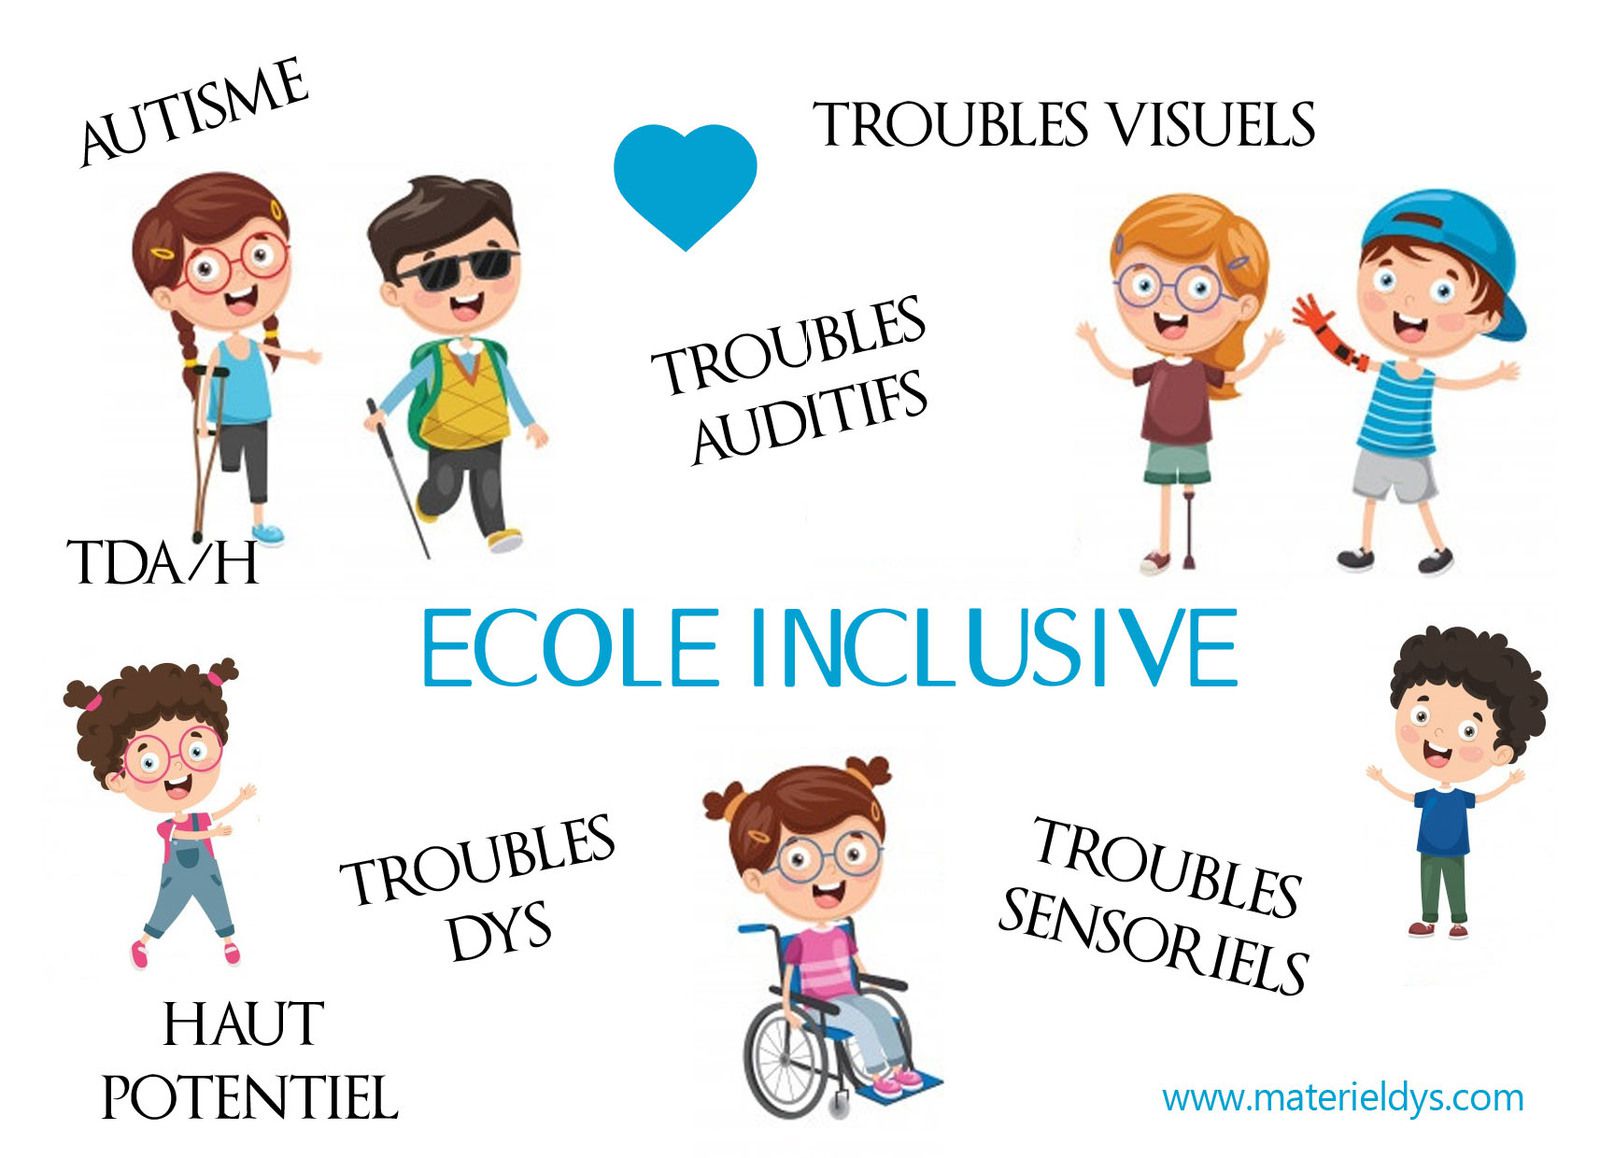 AUTISME
TROUBLES VISUELS
TROUBLES
AUDITIFS
TDA/H
ECOLE INCLUSIVE
TROUBLES
DYS
TROUBLES
SENSORIELS
HAUT
POTENTIEL
www.materieldys.com